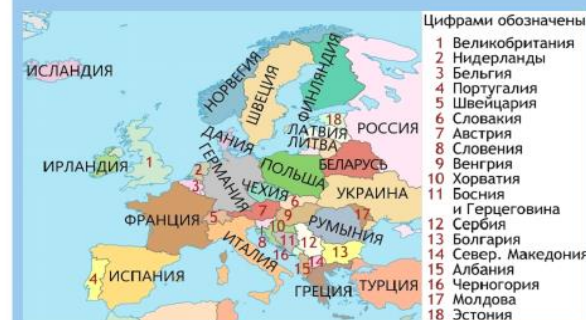 Цифрами обозначены
1 Великобритания
2 Нидерланды
3 Бельгия
4 Португалия
5 Швейцария
6 Словакия
7 Австрия
8 Словения
9 Венгрия
10 Хорватия
11 Босния
и Герцеговина
12 Сербия
13 Болгария
14 Север. Македония
15 Албания
16 Черногория
17 Молдова
18 Эстония
ИСЛАНДИЯ
НОРВЕГИЯ
ШВЕЦИЯ
ФИНЛЯНДИЯ
18
РОССИЯ
ЛАТВИЯ
ЛИТВА
ДАНИЯ
ИРЛАНДИЯ
1
2
3
ГЕРМАНИЯ
ПОЛЬША
БЕЛАРУСЬ
ЧЕХИЯ
6
УКРАИНА
ФРАНЦИЯ
5
7
9
17
РУМЫНИЯ
8
10
11
12
13
ИТАЛИЯ
16
14
15
4
ИСПАНИЯ
ГРЕЦИЯ
ТУРЦИЯ